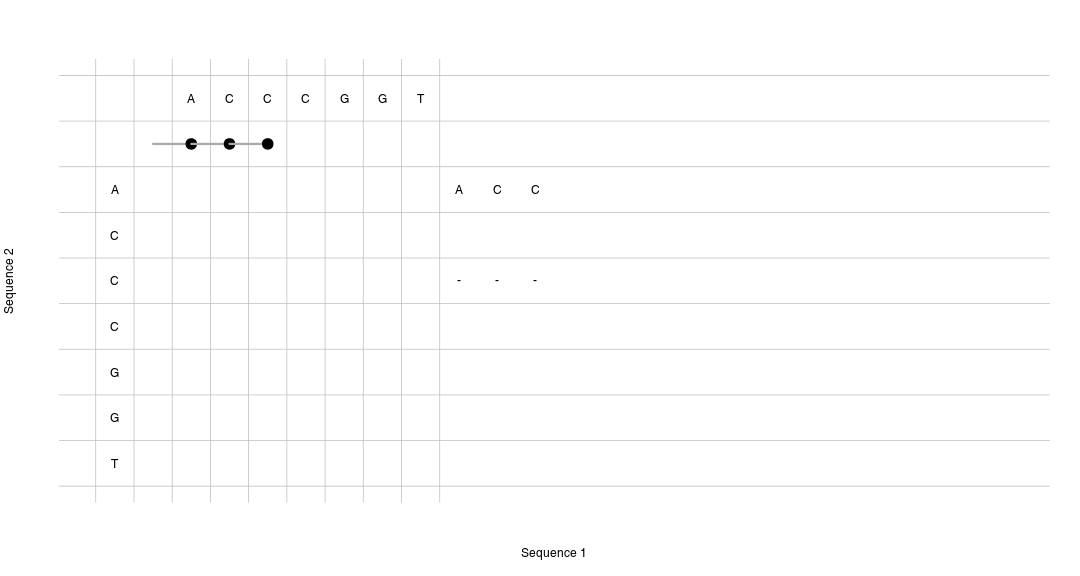 A C C C G G T
A A C C
C
C - - -
C
G
G
T
Sequence 2
Sequence 1